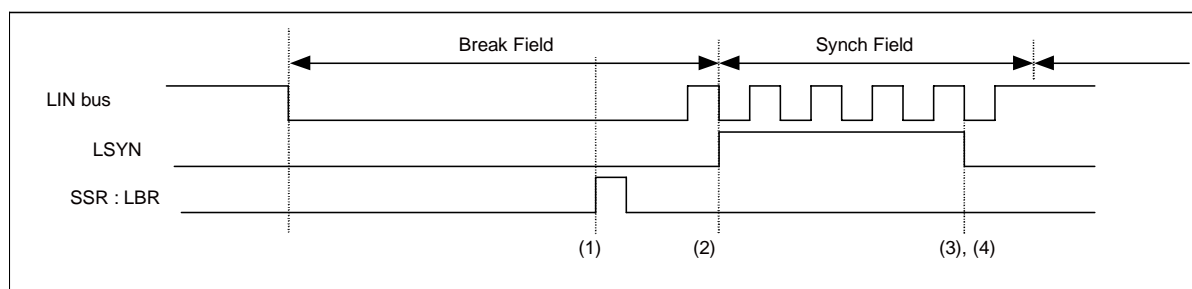 Break Field
Synch Field
LIN bus
LSYN
SSR : LBR
(1)
(2)
(3), (4)